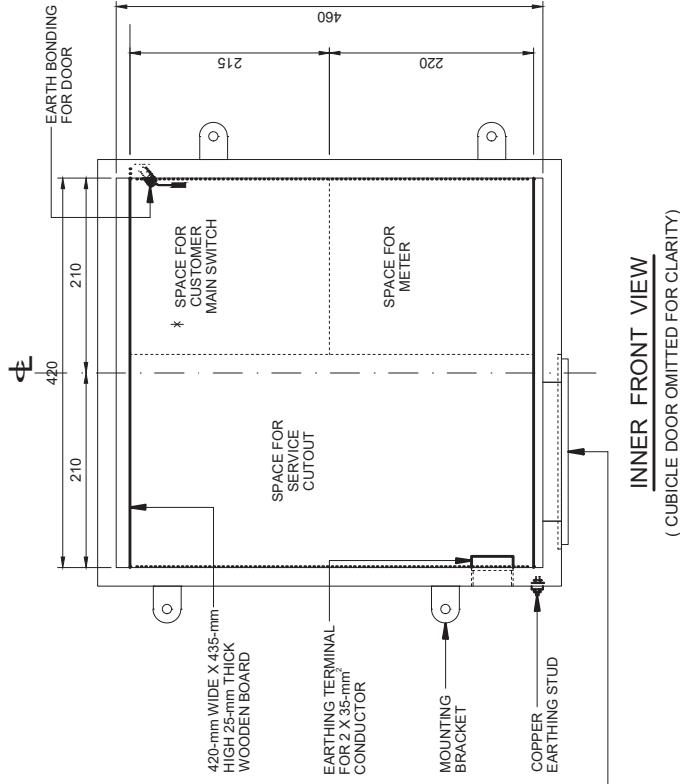 EARTH BONDING
FOR DOOR
℄
420
210
210
460
215
220
* SPACE FOR
CUSTOMER
MAIN SWITCH
SPACE FOR
METER
SPACE FOR
SERVICE
CUTOUT
420-mm WIDE X 435-mm
HIGH 25-mm THICK
WOODEN BOARD
EARTHING TERMINAL
FOR 2 X 35-mm²
CONDUCTOR
MOUNTING
BRACKET
COPPER
EARTHING STUD
INNER FRONT VIEW
( CUBICLE DOOR OMITTED FOR CLARITY)